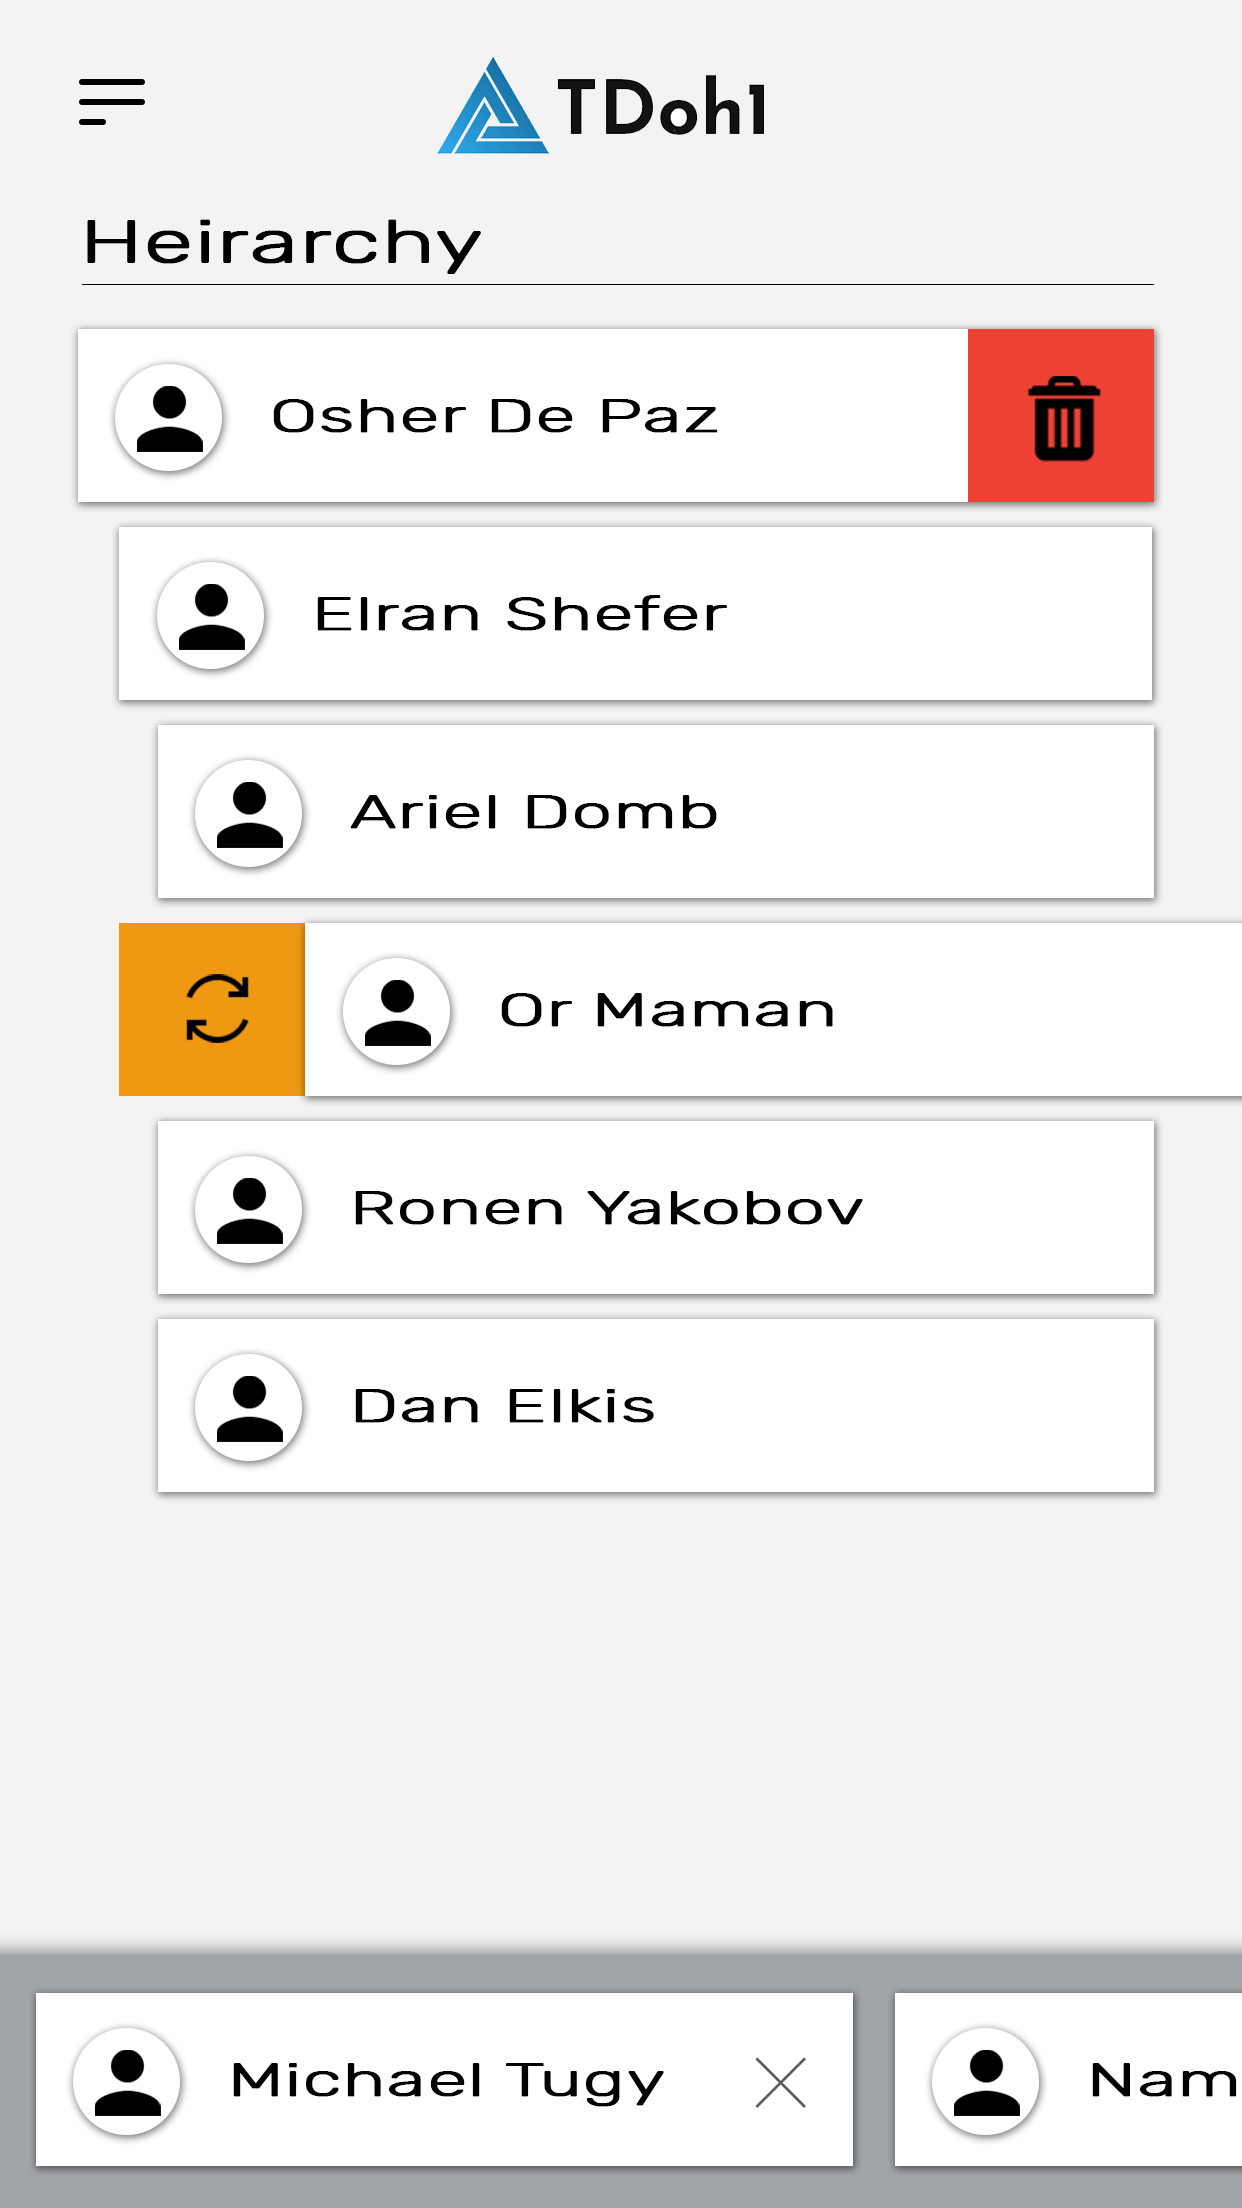 TDoh1
Heirarchy
Osher De Paz
Elran Shefer
Ariel Domb
Or Maman
Ronen Yakobov
Dan Elkis
Michael Tugy
Nam